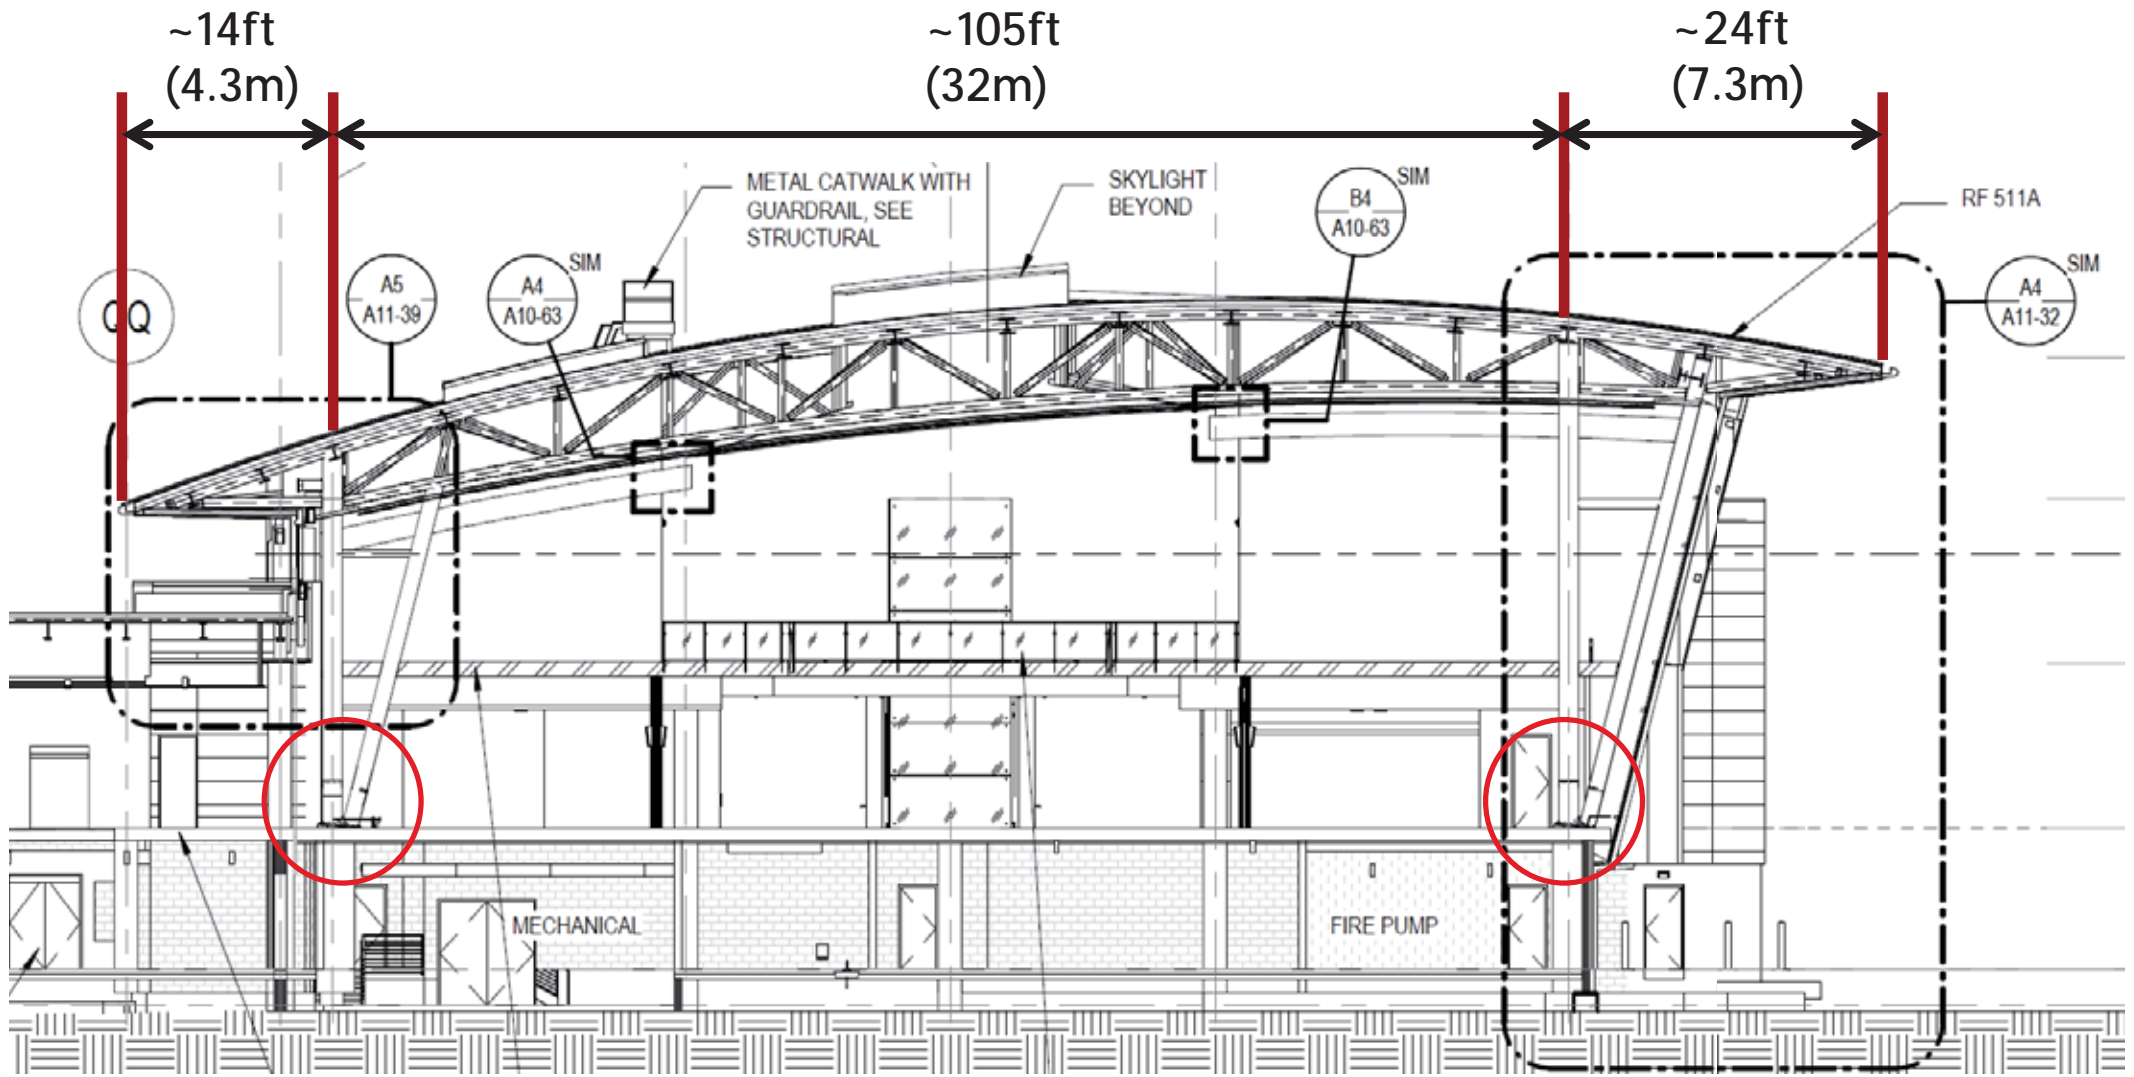 ~14ft
(4.3m)
~105ft
(32m)
~24ft
(7.3m)
METAL CATWALK WITH
GUARDRAIL, SEE
STRUCTURAL
SKYLIGHT
BEYOND
SIM
B4
A10-63
RF 511A
QQ
A5
A11-39
SIM
A4
A10-63
SIM
A4
A11-32
MECHANICAL
FIRE PUMP